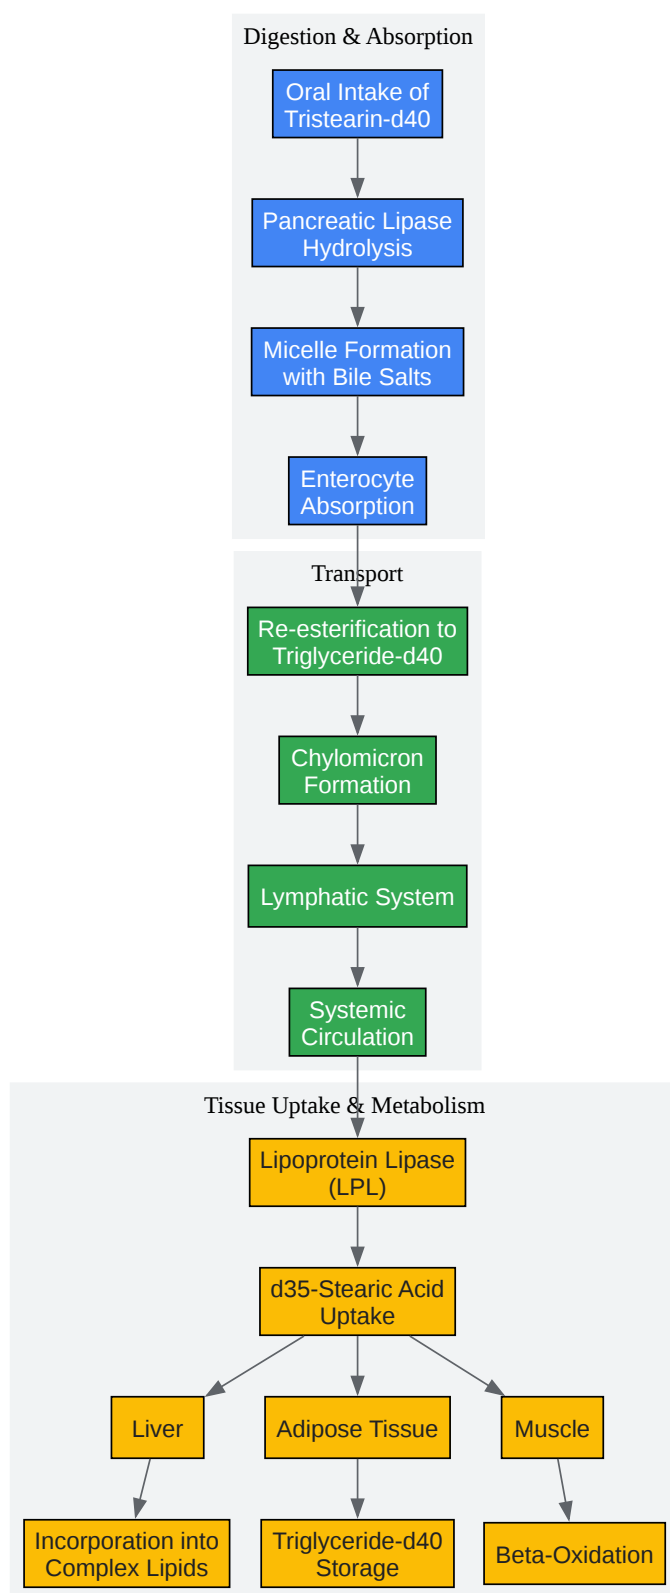 Digestion & Absorption
Oral Intake of
Tristearin-d40
Pancreatic Lipase
Hydrolysis
Micelle Formation
with Bile Salts
Enterocyte
Absorption
Transport
Re-esterification to
Triglyceride-d40
Chylomicron
Formation
Lymphatic System
Systemic
Circulation
Tissue Uptake & Metabolism
Lipoprotein Lipase
(LPL)
d35-Stearic Acid
Uptake
Liver
Adipose Tissue
Muscle
Incorporation into
Complex Lipids
Triglyceride-d40
Storage
Beta-Oxidation